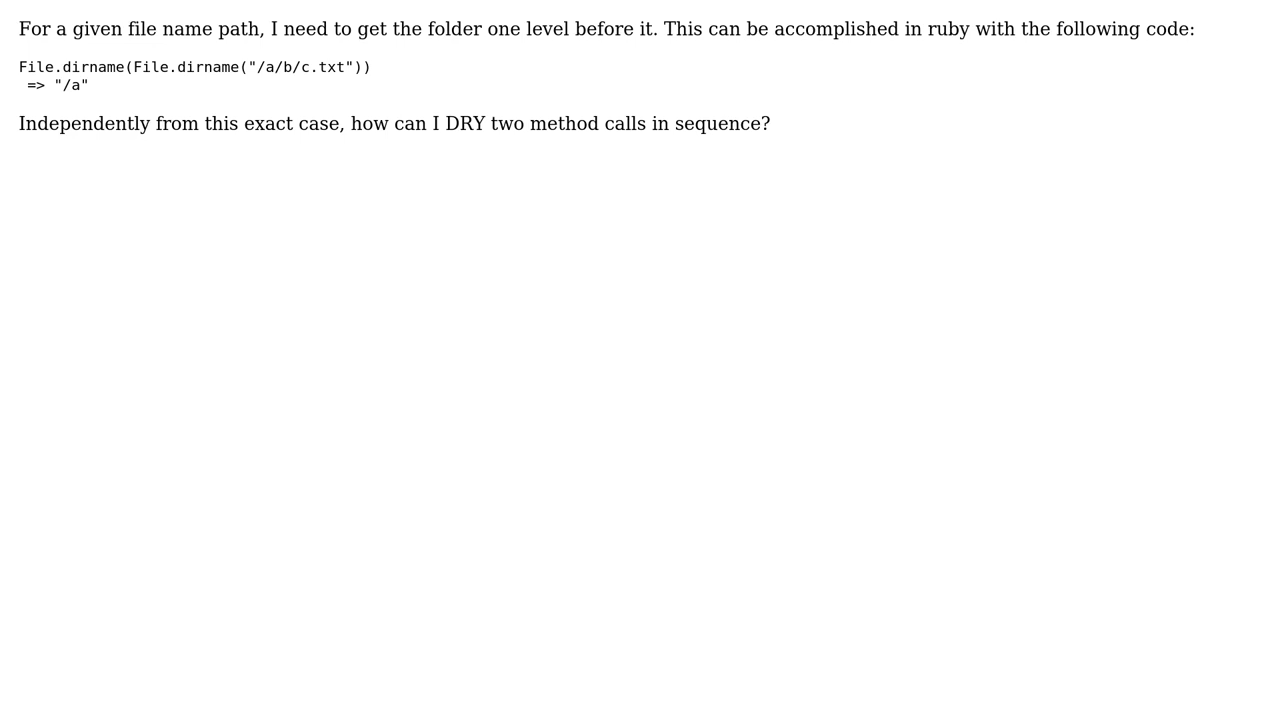 For a given file name path, I need to get the folder one level before it. This can be accomplished in ruby with the following code:
File.dirname(File.dirname("/a/b/c.txt"))
 => "/a"
Independently from this exact case, how can I DRY two method calls in sequence?